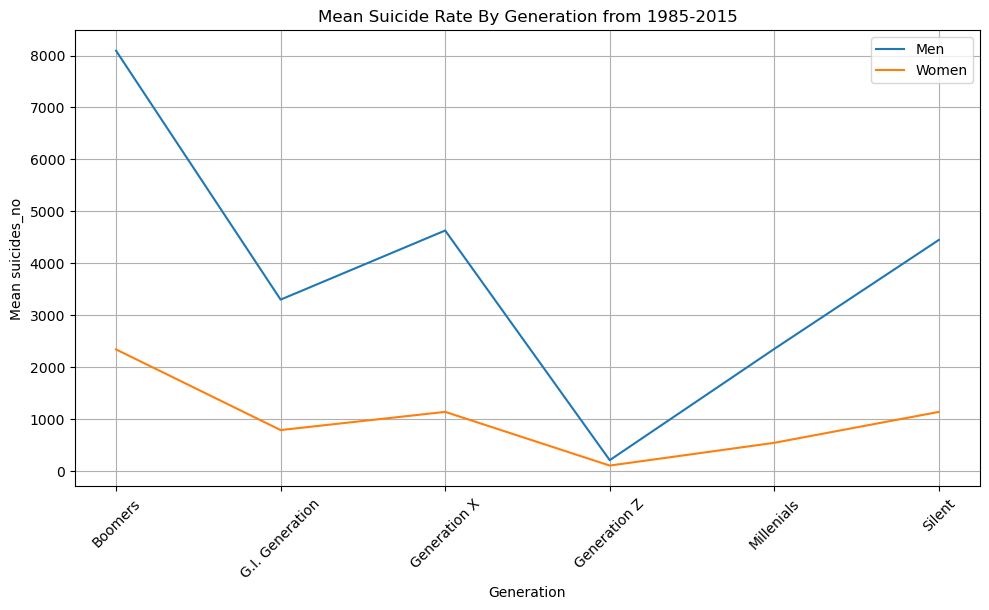 Mean Suicide Rate By Generation from 1985-2015
Men
Women
8000
7000
6000
5000
4000
3000
2000
1000
0
Mean suicides_no
Boomers
G.I. Generation
Generation X
Generation Z
Millenials
Silent
Generation